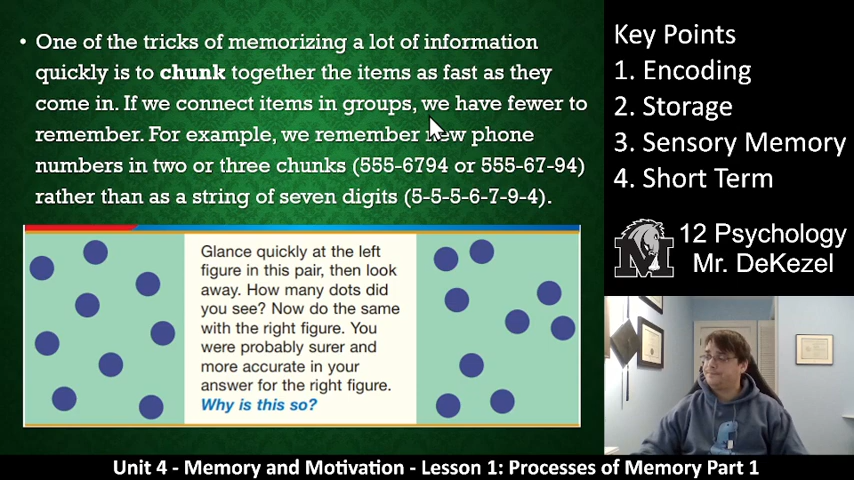 • One of the tricks of memorizing a lot of information
quickly is to chunk together the items as fast as they
come in. If we connect items in groups, we have fewer to
remember. For example, we remember new phone
numbers in two or three chunks (555-6794 or 555-67-94)
rather than as a string of seven digits (5-5-5-6-7-9-4).
Glance quickly at the left
figure in this pair, then look
away. How many dots did
you see? Now do the same
with the right figure. You
were probably surer and
more accurate in your
answer for the right figure.
Why is this so?
Key Points
1. Encoding
2. Storage
3. Sensory Memory
4. Short Term
M
12 Psychology
Mr. DeKezel
Unit 4 - Memory and Motivation - Lesson 1: Processes of Memory Part 1